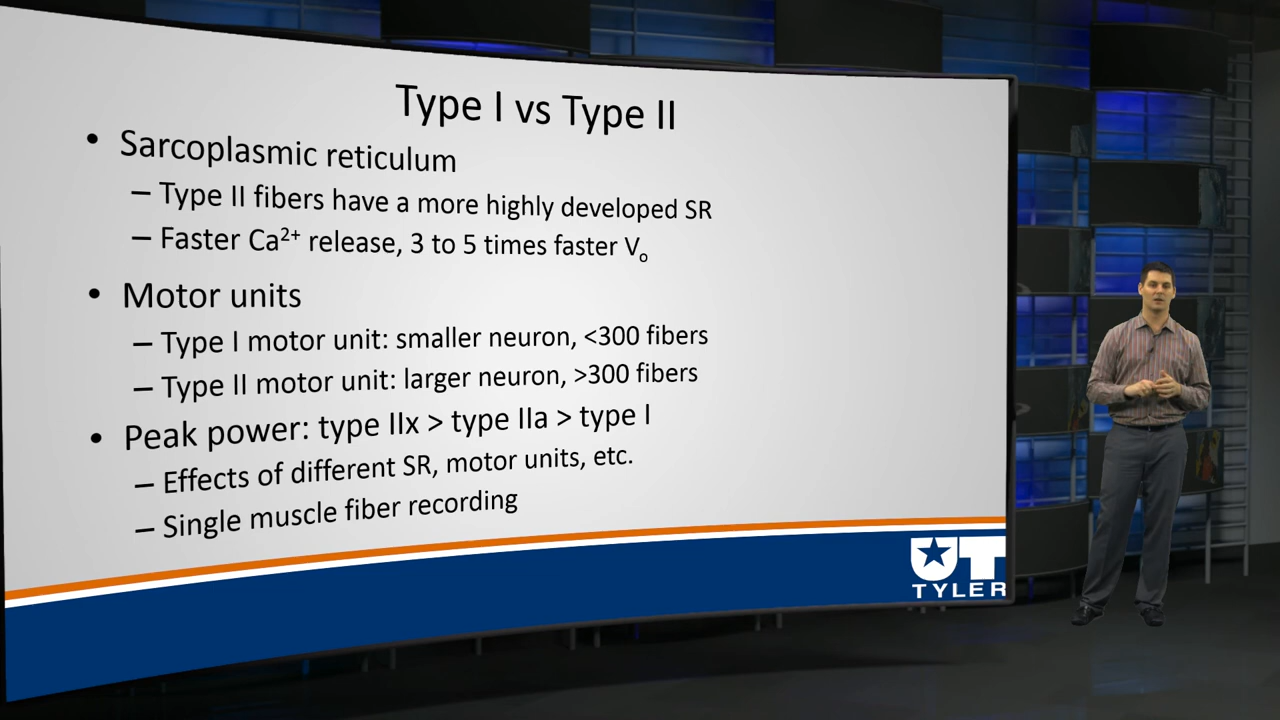 Type I vs Type II
• Sarcoplasmic reticulum
– Type II fibers have a more highly developed SR
– Faster Ca²⁺ release, 3 to 5 times faster Vₒ
• Motor units
– Type I motor unit: smaller neuron, <300 fibers
– Type II motor unit: larger neuron, >300 fibers
• Peak power: type IIx > type IIa > type I
– Effects of different SR, motor units, etc.
– Single muscle fiber recording
UT
TYLER